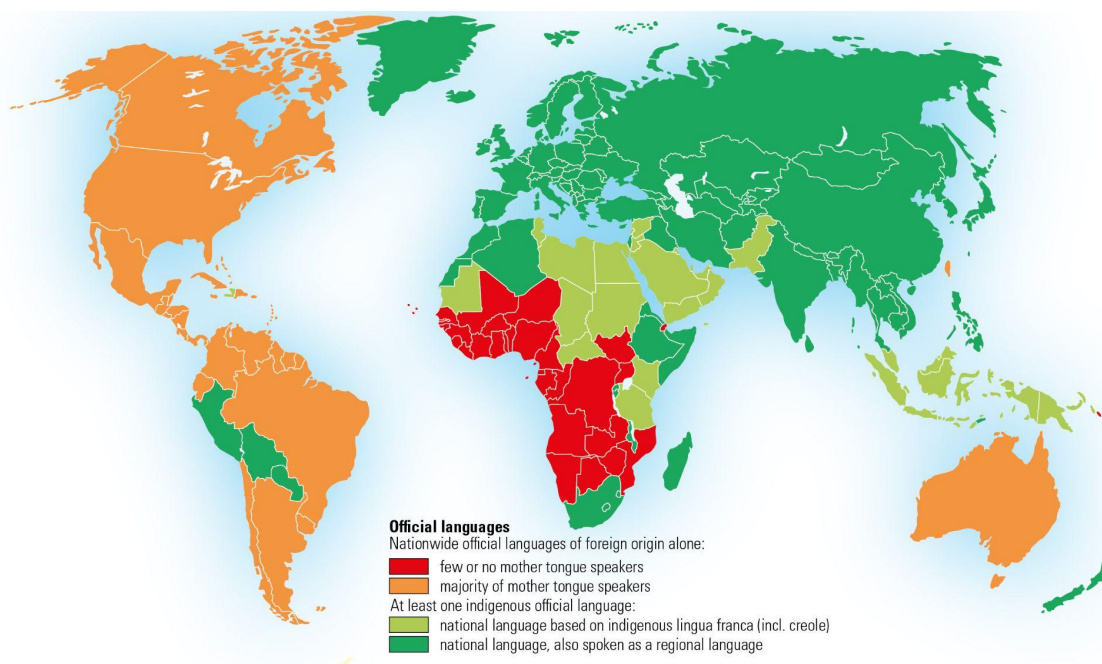 Official languages
Nationwide official languages of foreign origin alone:
few or no mother tongue speakers
majority of mother tongue speakers
At least one indigenous official language:
national language based on indigenous lingua franca (incl. creole)
national language, also spoken as a regional language